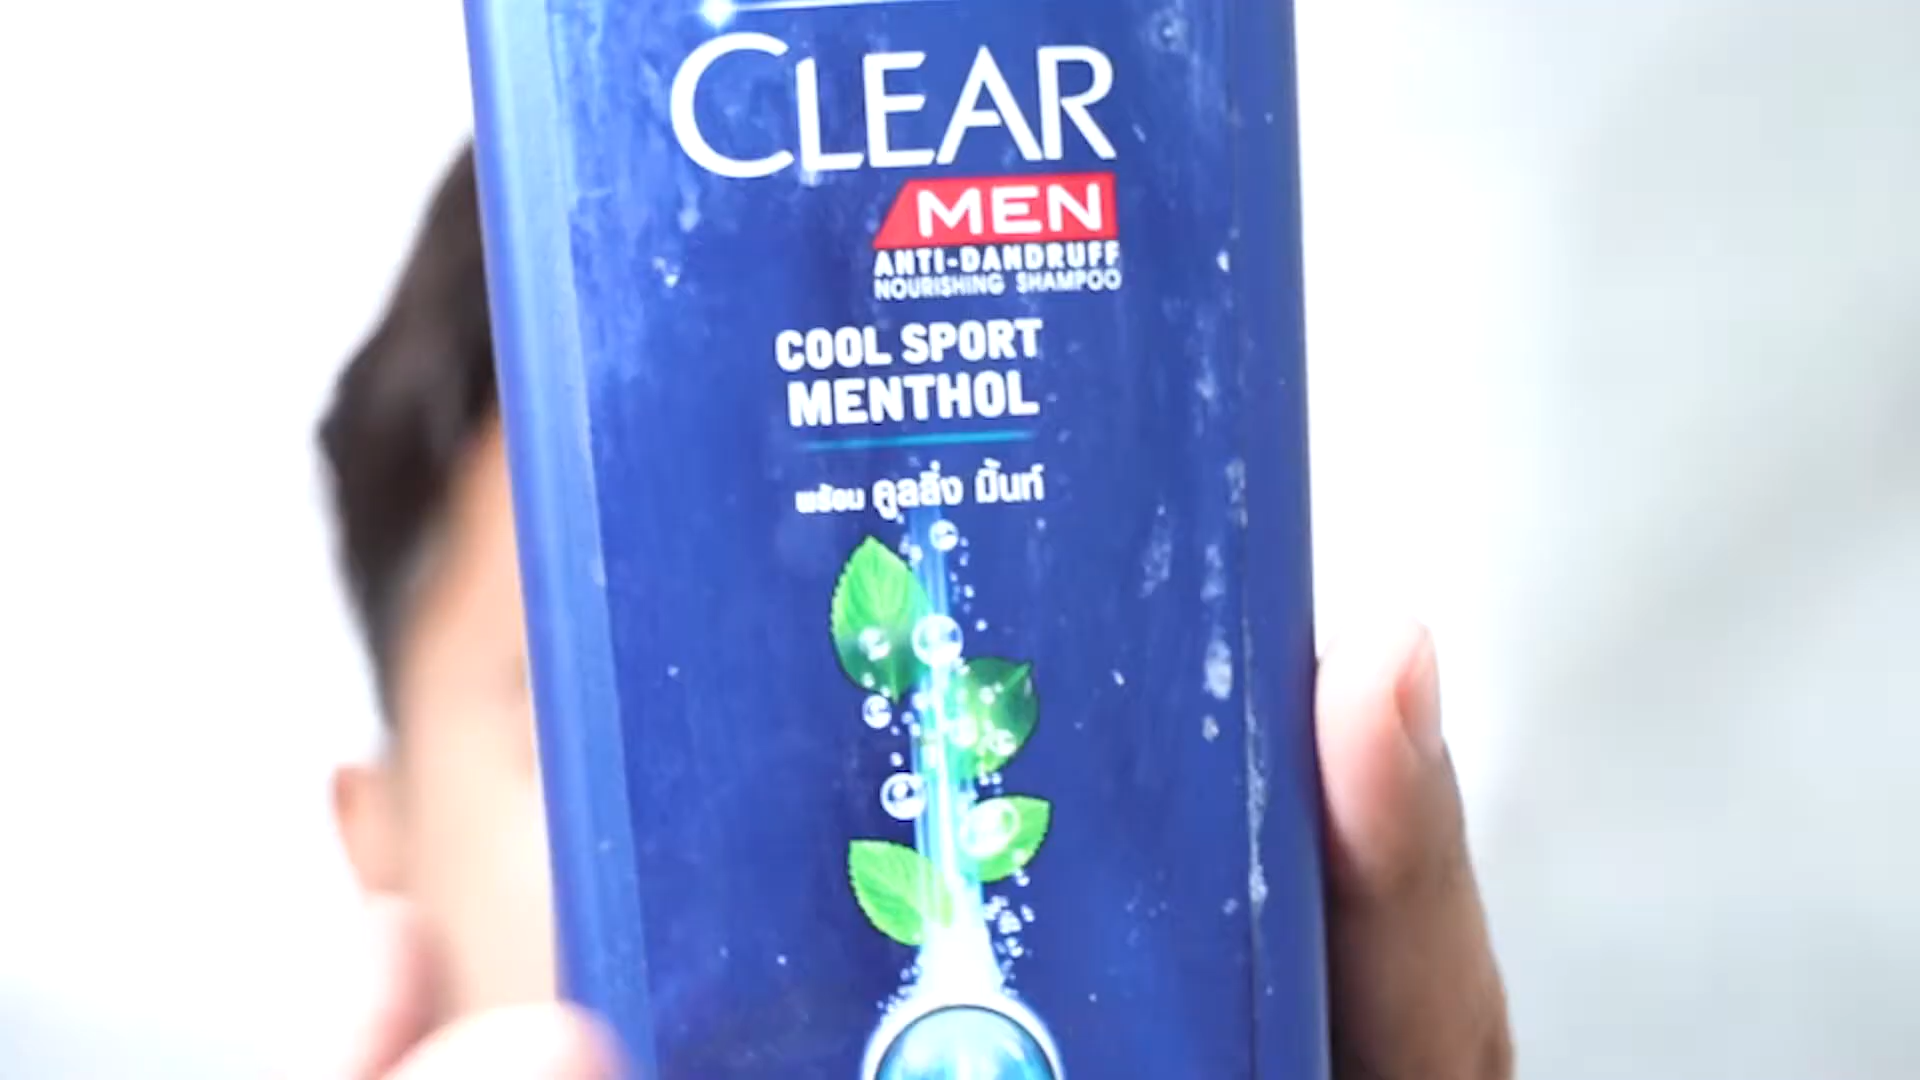 CLEAR
MEN
ANTI-DANDRUFF
NOURISHING SHAMPOO
COOL SPORT
MENTHOL
พร้อม คูลลิ่ง มิ้นท์